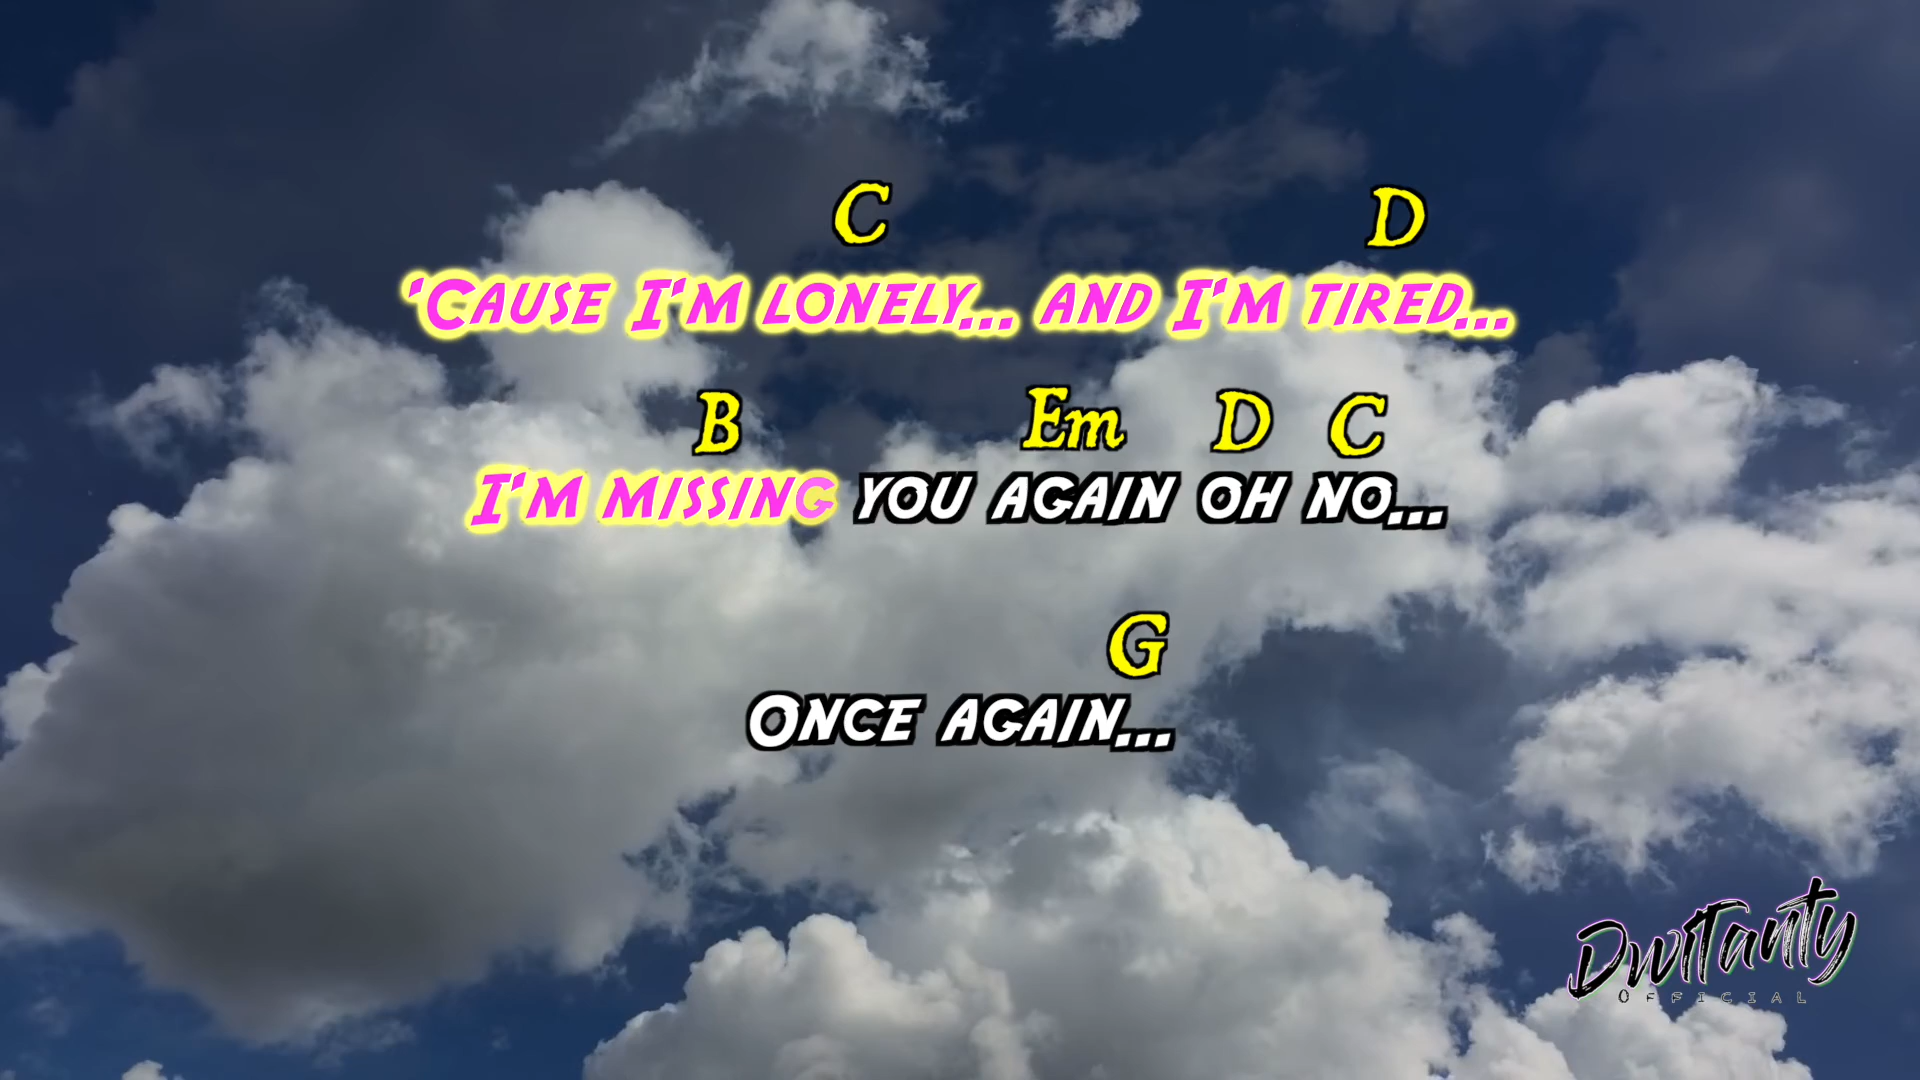 C D
'Cause I'm lonely... and I'm tired...
B Em D C
I'm missing you again oh no...
G
Once again...
DwiTanty
Official